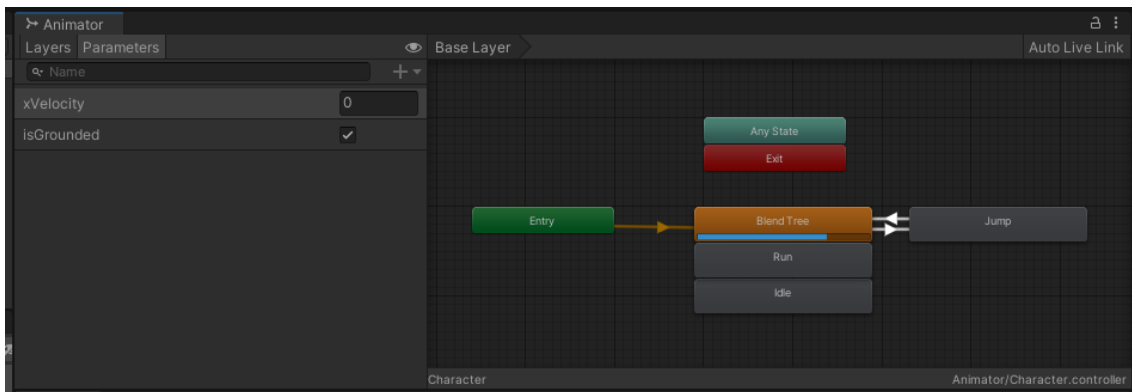 Animator
Layers Parameters
Base Layer
Auto Live Link
Name
xVelocity 0
isGrounded
Any State
Exit
Entry
Blend Tree
Jump
Run
Idle
Character
Animator/Character.controller